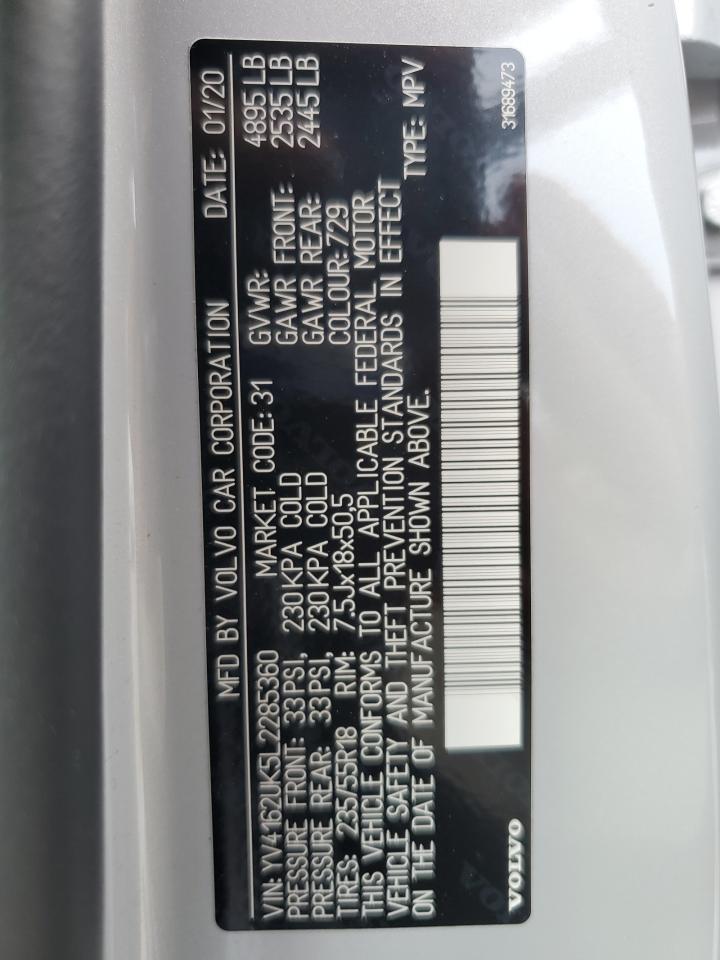 MFD BY VOLVO CAR CORPORATION DATE: 01/20
VIN: YV4162UK5L2285360 MARKET CODE: 31 GVWR: 4895 LB
PRESSURE FRONT: 33 PSI, 230 KPA COLD GAWR FRONT: 2535 LB
PRESSURE REAR: 33 PSI, 230 KPA COLD GAWR REAR: 2445 LB
TIRES: 235/55R18 RIM: 7.5Jx18x50,5 COLOUR: 729
THIS VEHICLE CONFORMS TO ALL APPLICABLE FEDERAL MOTOR
VEHICLE SAFETY AND THEFT PREVENTION STANDARDS IN EFFECT
ON THE DATE OF MANUFACTURE SHOWN ABOVE. TYPE: MPV
VOLVO 31689473